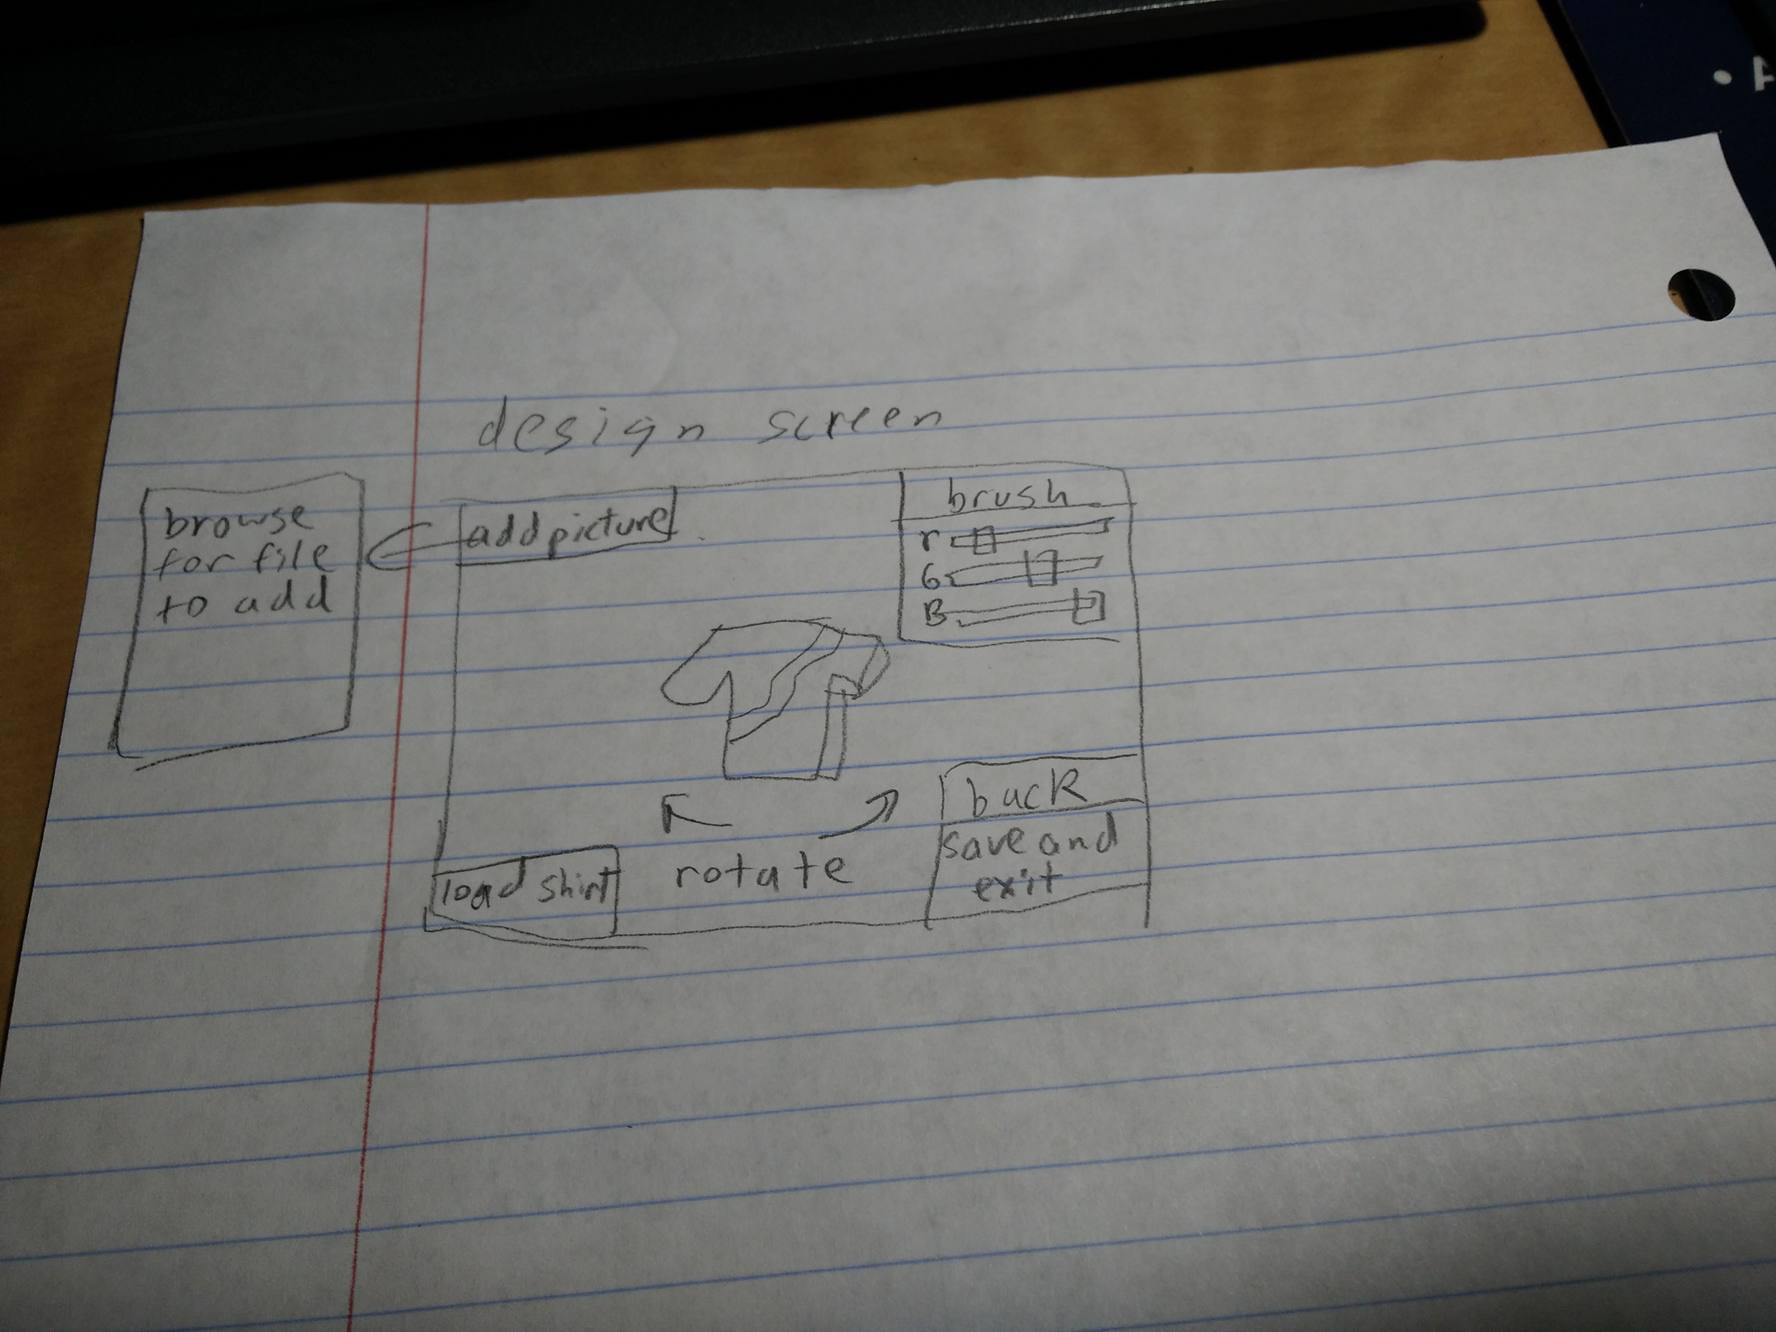 • A
design screen
browse
for file
to add
add picture
brush
r
G
B
back
save and
exit
rotate
load shirt